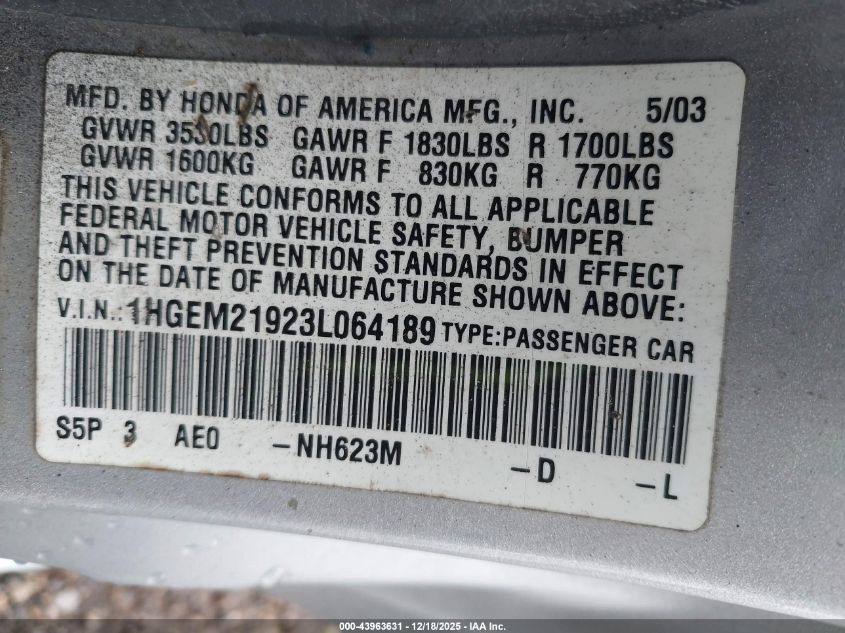 MFD. BY HONDA OF AMERICA MFG., INC. 5/03
GVWR 3530LBS GAWR F 1830LBS R 1700LBS
GVWR 1600KG GAWR F 830KG R 770KG
THIS VEHICLE CONFORMS TO ALL APPLICABLE
FEDERAL MOTOR VEHICLE SAFETY, BUMPER
AND THEFT PREVENTION STANDARDS IN EFFECT
ON THE DATE OF MANUFACTURE SHOWN ABOVE:
V.I.N.: 1HGEM21923L064189 TYPE:PASSENGER CAR
S5P 3 AE0 -NH623M -D -L
000-43963631 - 12/18/2025 - IAA Inc.